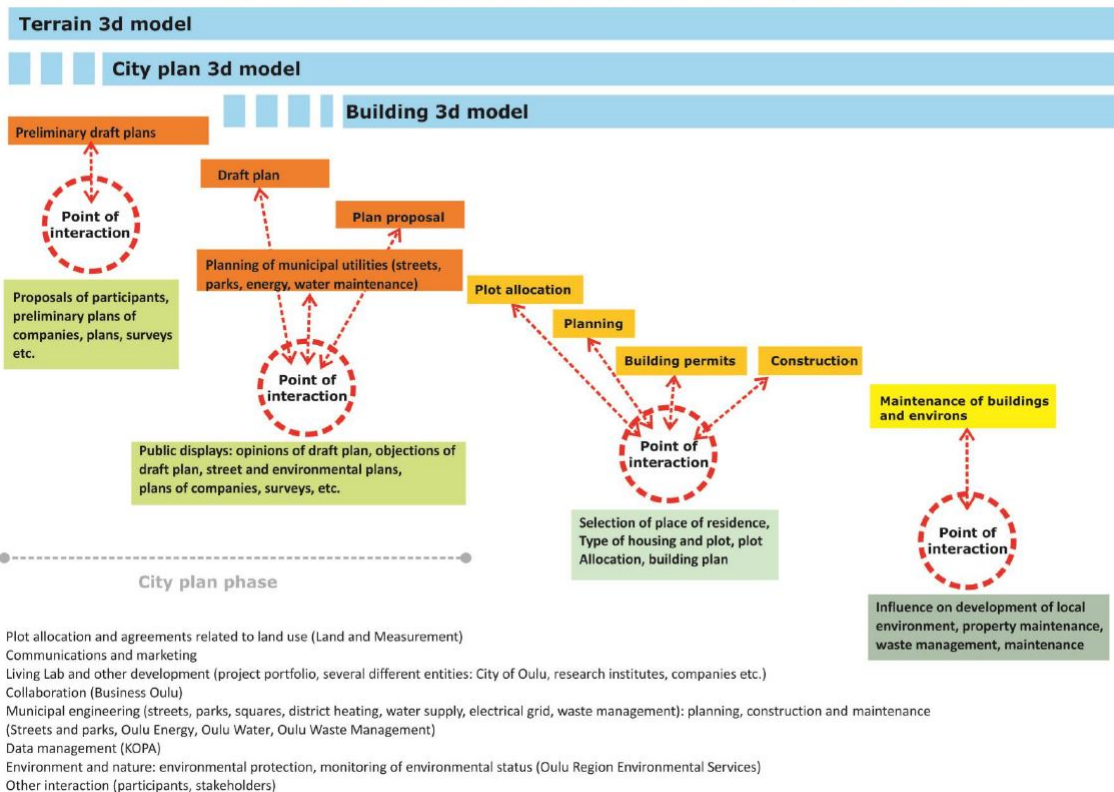 Terrain 3d model
City plan 3d model
Building 3d model
Preliminary draft plans
Point of
interaction
Proposals of participants,
preliminary plans of
companies, plans, surveys
etc.
Draft plan
Plan proposal
Planning of municipal utilities (streets,
parks, energy, water maintenance)
Point of
interaction
Public displays: opinions of draft plan, objections of
draft plan, street and environmental plans,
plans of companies, surveys, etc.
Plot allocation
Planning
Building permits
Construction
Point of
interaction
Selection of place of residence,
Type of housing and plot, plot
Allocation, building plan
Maintenance of buildings
and environs
Point of
interaction
Influence on development of local
environment, property maintenance,
waste management, maintenance
City plan phase
Plot allocation and agreements related to land use (Land and Measurement)
Communications and marketing
Living Lab and other development (project portfolio, several different entities: City of Oulu, research institutes, companies etc.)
Collaboration (Business Oulu)
Municipal engineering (streets, parks, squares, district heating, water supply, electrical grid, waste management): planning, construction and maintenance
(Streets and parks, Oulu Energy, Oulu Water, Oulu Waste Management)
Data management (KOPA)
Environment and nature: environmental protection, monitoring of environmental status (Oulu Region Environmental Services)
Other interaction (participants, stakeholders)